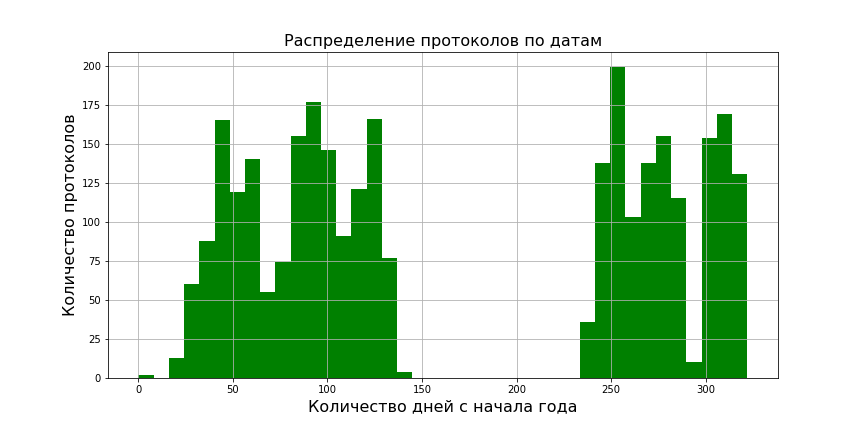 Распределение протоколов по датам
Количество протоколов
200
175
150
125
100
75
50
25
0
0 50 100 150 200 250 300
Количество дней с начала года